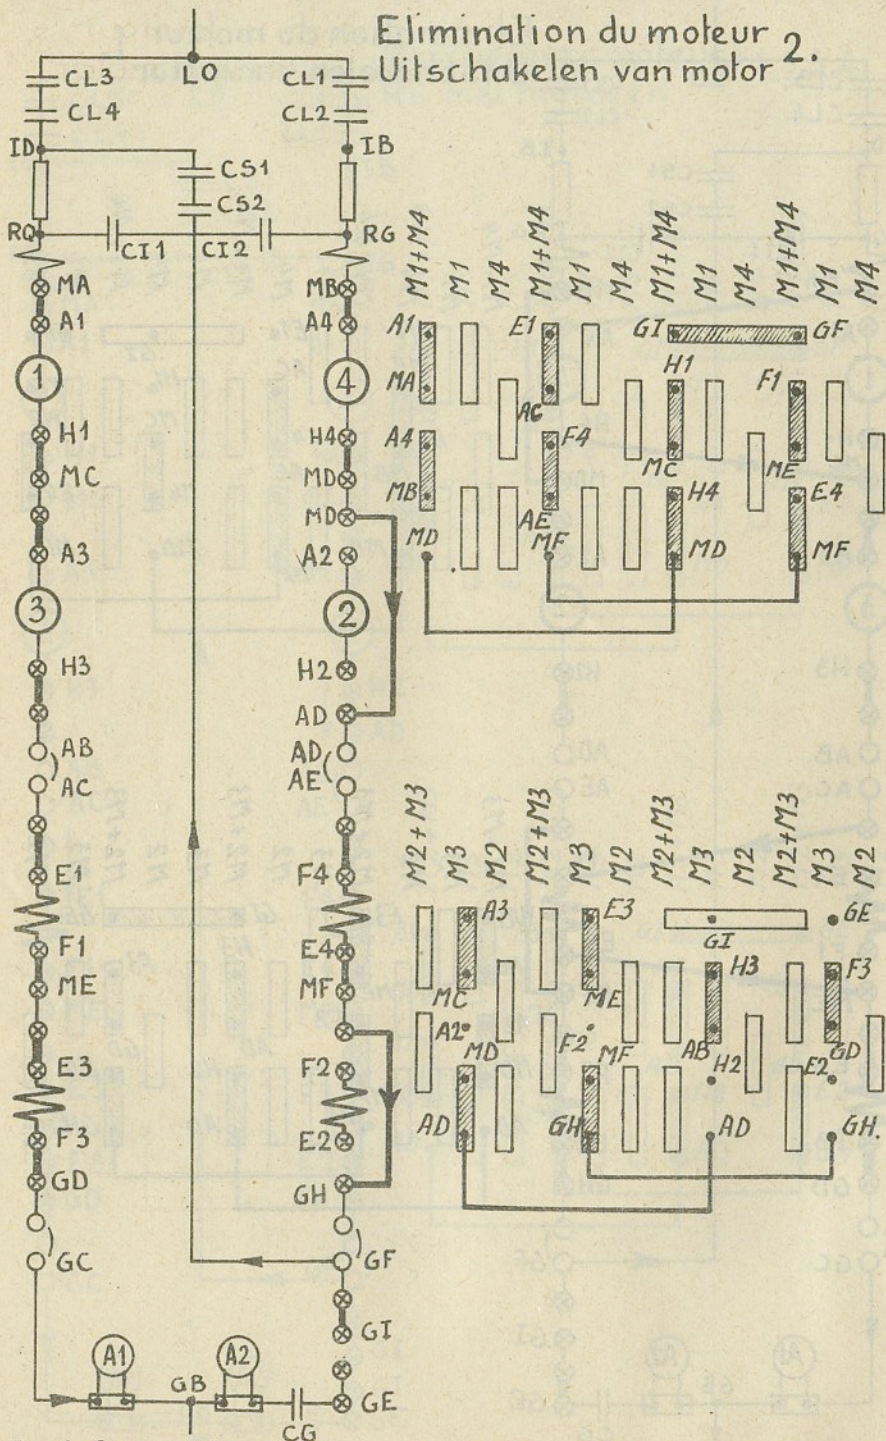 Elimination du moteur 2.
Uitschakelen van motor
CL3
LO
CL1
CL4
CL2
ID
IB
CS1
CS2
RQ
CI1
CI2
RG
MA
MB
A1
A4
1
4
H1
H4
MC
MD
MD
A3
A2
3
2
H3
H2
AD
AB
AD
AC
AE
E1
F4
F1
E4
ME
MF
E3
F2
F3
E2
GD
GH
GC
GF
GI
A1
A2
GB
CG
GE
M1+M4
M1
M4
M1+M4
M1
M4
M1+M4
M1
M4
M1+M4
M1
M4
A1
E1
GI
GF
MA
AC
H1
F1
A4
F4
MC
ME
MB
AE
H4
E4
MD
MF
MD
MF
M2+M3
M3
M2
M2+M3
M3
M2
M2+M3
M3
M2
M2+M3
M3
M2
A3
E3
GI
GE
MC
ME
H3
F3
A2
F2
AB
GD
MD
MF
H2
E2
AD
GH
AD
GH.